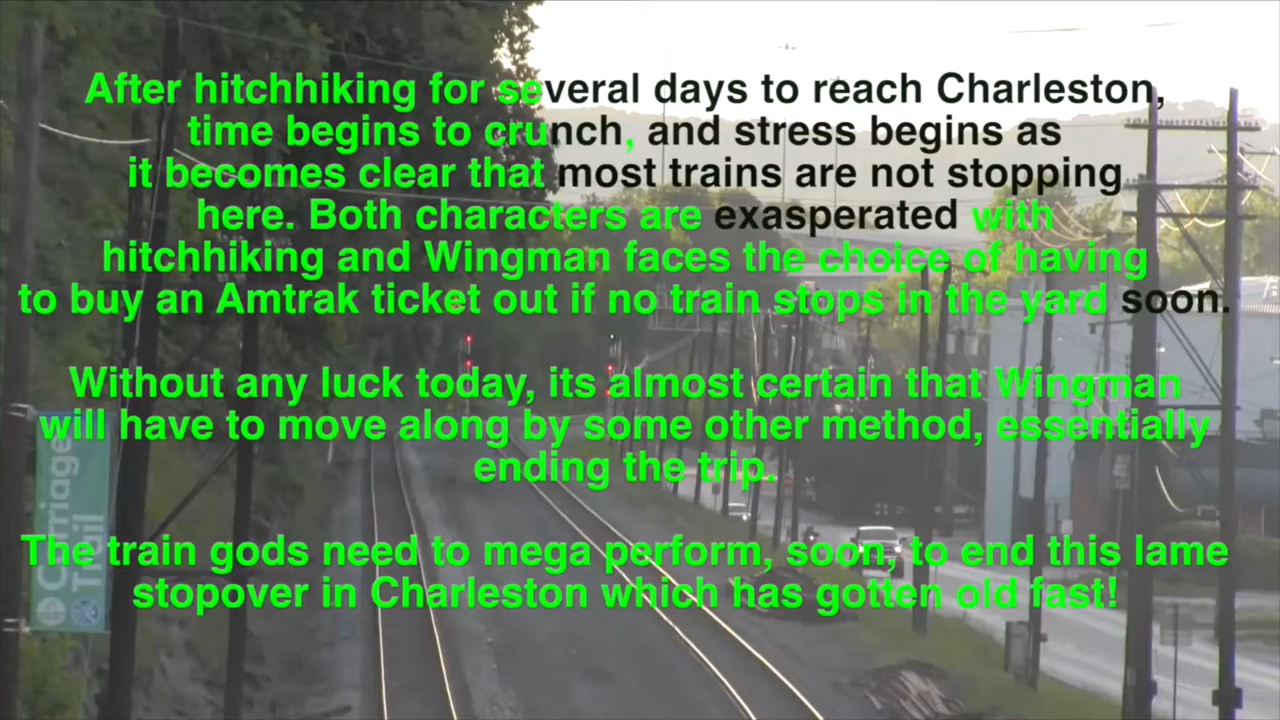 After hitchhiking for several days to reach Charleston,
time begins to crunch, and stress begins as
it becomes clear that most trains are not stopping
here. Both characters are exasperated with
hitchhiking and Wingman faces the choice of having
to buy an Amtrak ticket out if no train stops in the yard soon.
Without any luck today, its almost certain that Wingman
will have to move along by some other method, essentially
ending the trip.
The train gods need to mega perform, soon, to end this lame
stopover in Charleston which has gotten old fast!
Carriage
Trail